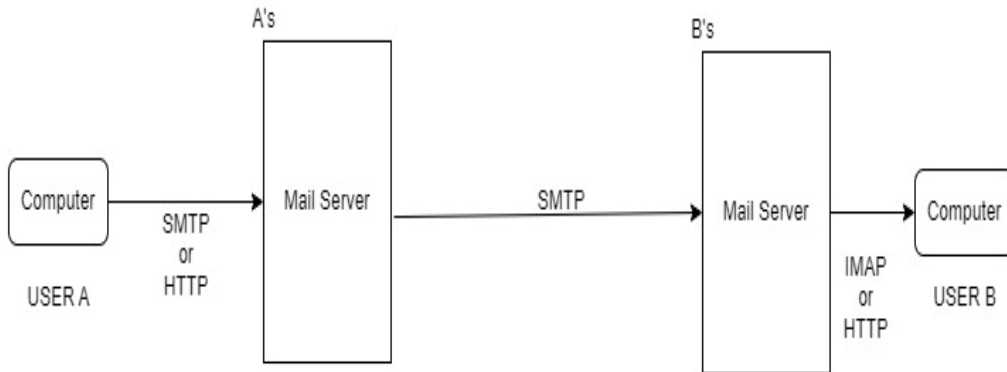 A's
B's
Computer
Mail Server
SMTP
Mail Server
Computer
SMTP
or
HTTP
USER A
IMAP
or
HTTP
USER B